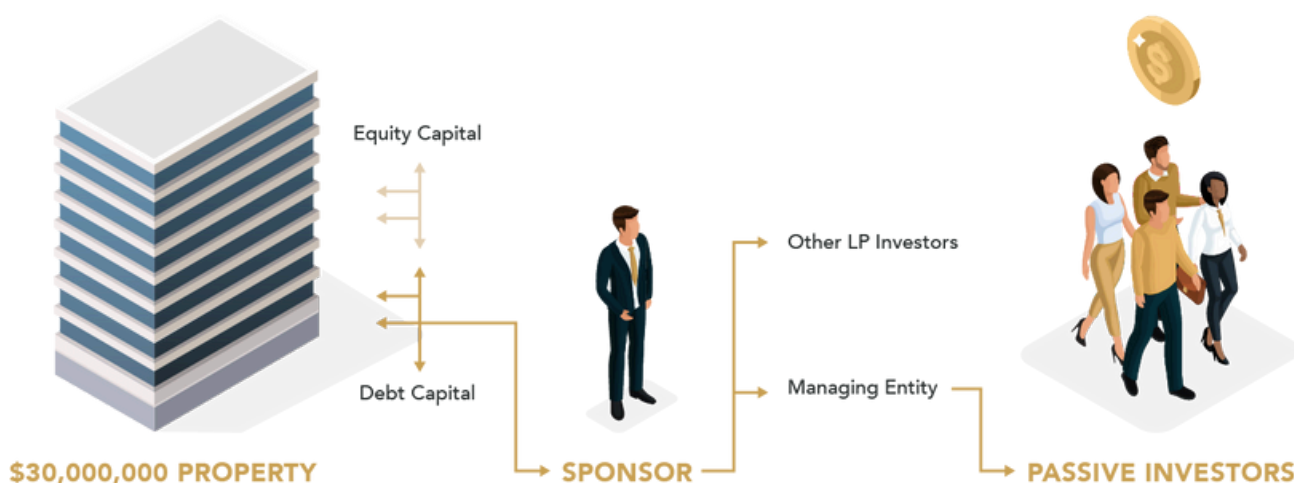 Equity Capital
Other LP Investors
Managing Entity
Debt Capital
$30,000,000 PROPERTY
SPONSOR
PASSIVE INVESTORS
$